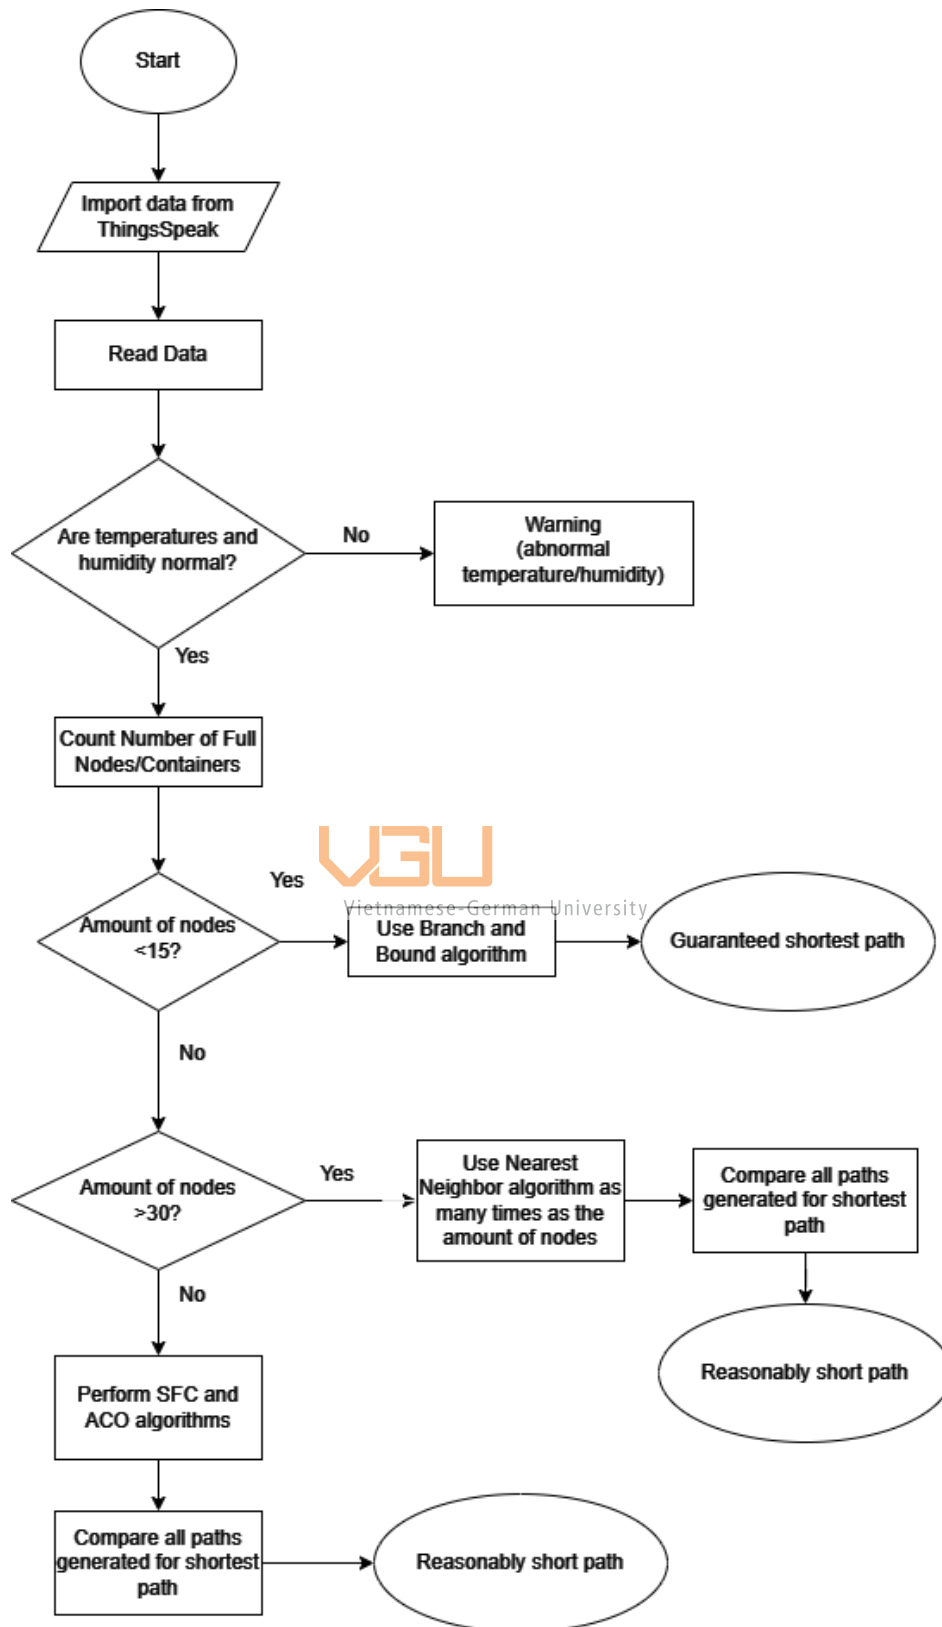 Start
Import data from
ThingsSpeak
Read Data
Are temperatures and
humidity normal?
No
Warning
(abnormal
temperature/humidity)
Yes
Count Number of Full
Nodes/Containers
VGU
Vietnamese-German University
Yes
Amount of nodes
<15?
Use Branch and
Bound algorithm
Guaranteed shortest path
No
Amount of nodes
>30?
Yes
Use Nearest
Neighbor algorithm as
many times as the
amount of nodes
Compare all paths
generated for shortest
path
No
Reasonably short path
Perform SFC and
ACO algorithms
Compare all paths
generated for shortest
path
Reasonably short path